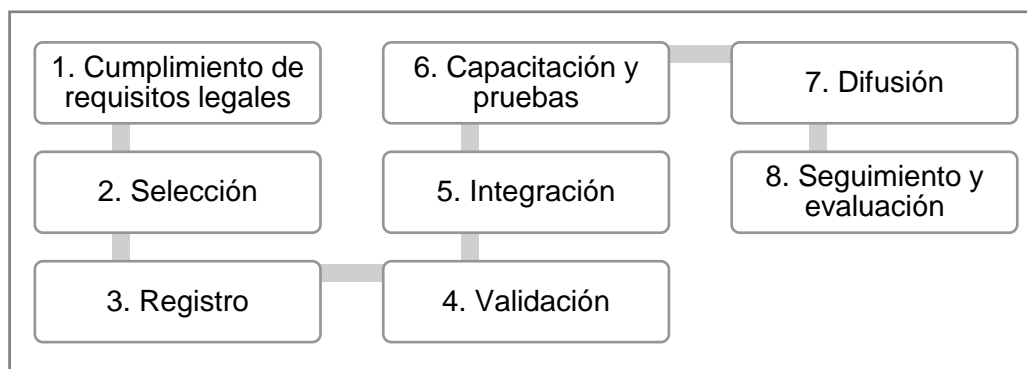 1. Cumplimiento de
requisitos legales
2. Selección
3. Registro
4. Validación
5. Integración
6. Capacitación y
pruebas
7. Difusión
8. Seguimiento y
evaluación